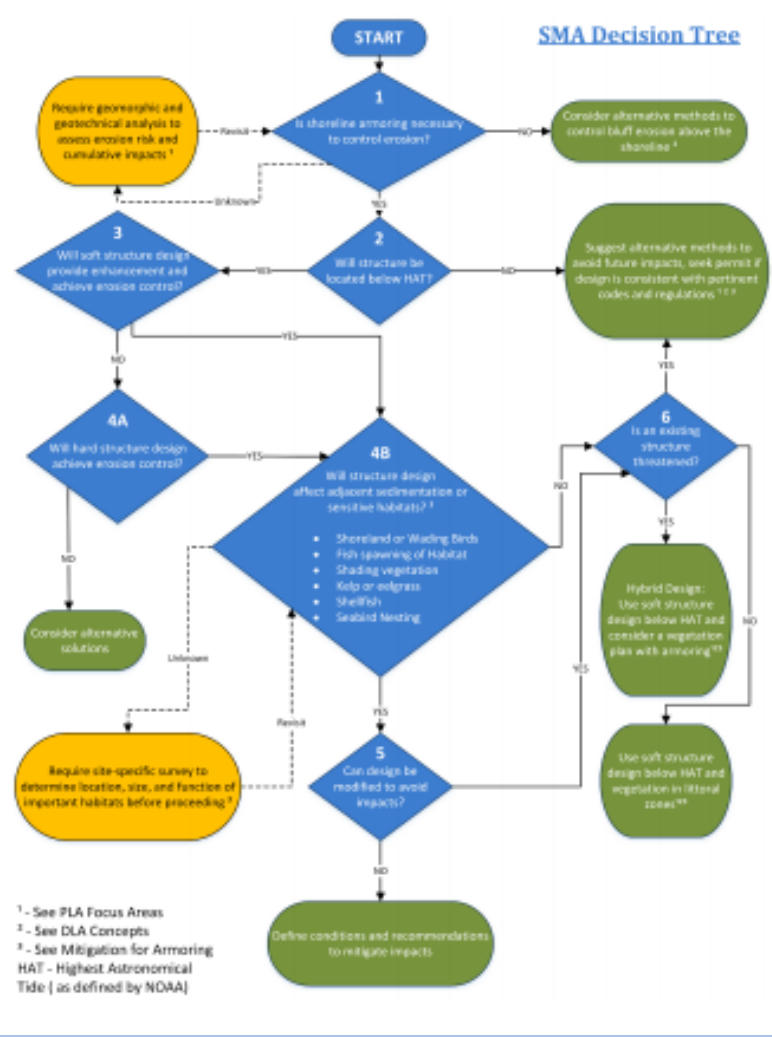 START
SMA Decision Tree
1
Is shoreline armoring necessary
to control erosion?
Require geomorphic and
geotechnical analysis to
assess erosion risk and
cumulative impacts ¹
Revisit
NO
Consider alternative methods to
control bluff erosion above the
shoreline
Unknown
YES
3
Will soft structure design
provide enhancement and
achieve erosion control?
YES
2
Will structure be
located below HAT?
NO
Suggest alternative methods to
avoid future impacts, seek permit if
design is consistent with pertinent
codes and regulations
YES
NO
YES
4A
Will hard structure design
achieve erosion control?
YES
4B
Will structure design
affect adjacent sedimentation or
sensitive habitats?
• Shoreland or Wading Birds
• Fish spawning of Habitat
• Shading vegetation
• Kelp or eelgrass
• Shellfish
• Seabird Nesting
NO
6
Is an existing
structure
threatened?
YES
NO
Hybrid Design:
Use soft structure
design below HAT and
consider a vegetation
plan with armoring
NO
Consider alternative
solutions
Unknown
Revisit
YES
YES
Require site-specific survey to
determine location, size, and function of
important habitats before proceeding
5
Can design be
modified to avoid
impacts?
Use soft structure
design below HAT and
vegetation in littoral
zones
NO
Define conditions and recommendations
to mitigate impacts
¹ - See PLA Focus Areas
² - See DLA Concepts
³ - See Mitigation for Armoring
HAT - Highest Astronomical
Tide ( as defined by NOAA)